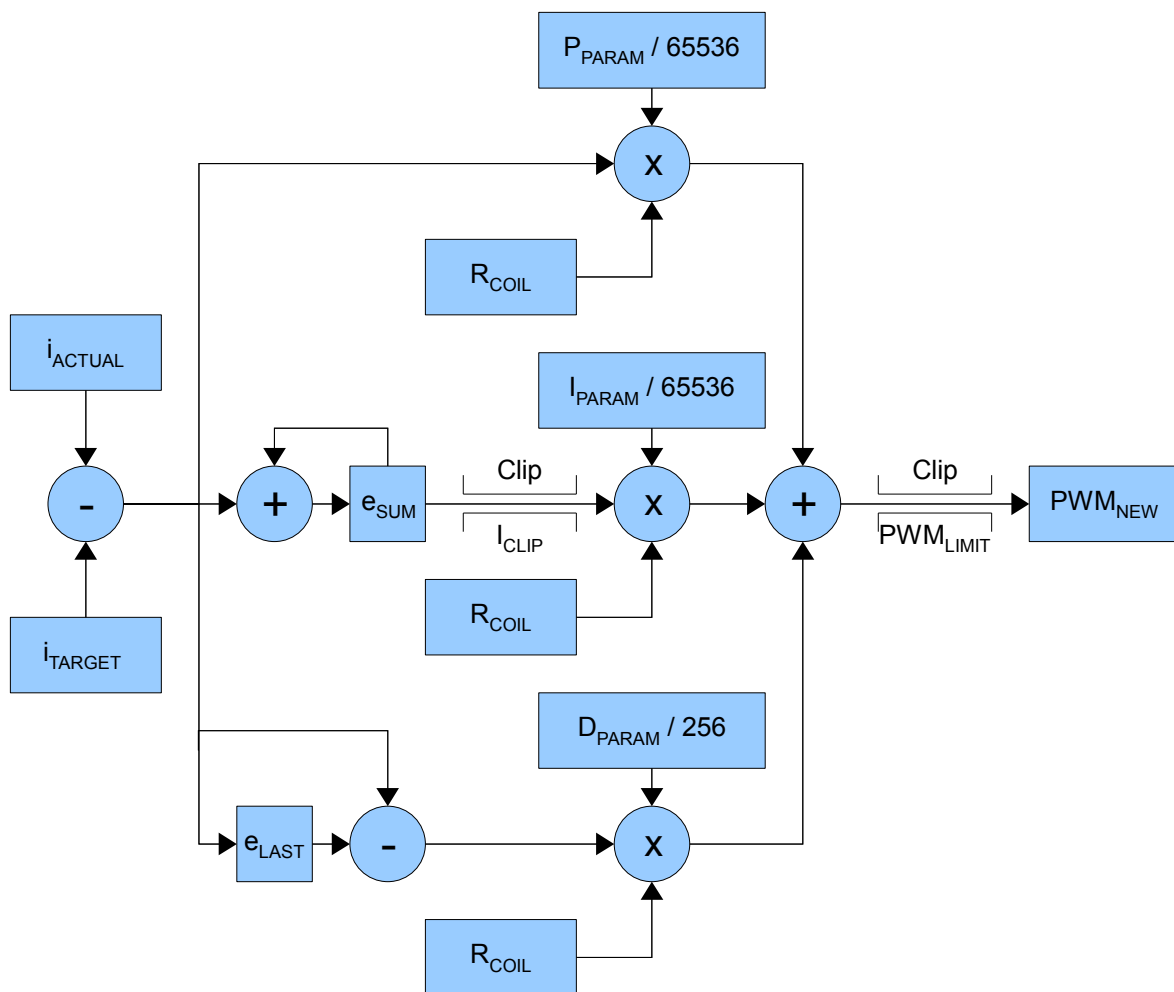 P_PARAM / 65536
x
R_COIL
i_ACTUAL
I_PARAM / 65536
-
+
e_SUM
Clip
I_CLIP
x
+
Clip
PWM_LIMIT
PWM_NEW
R_COIL
i_TARGET
D_PARAM / 256
e_LAST
-
x
R_COIL